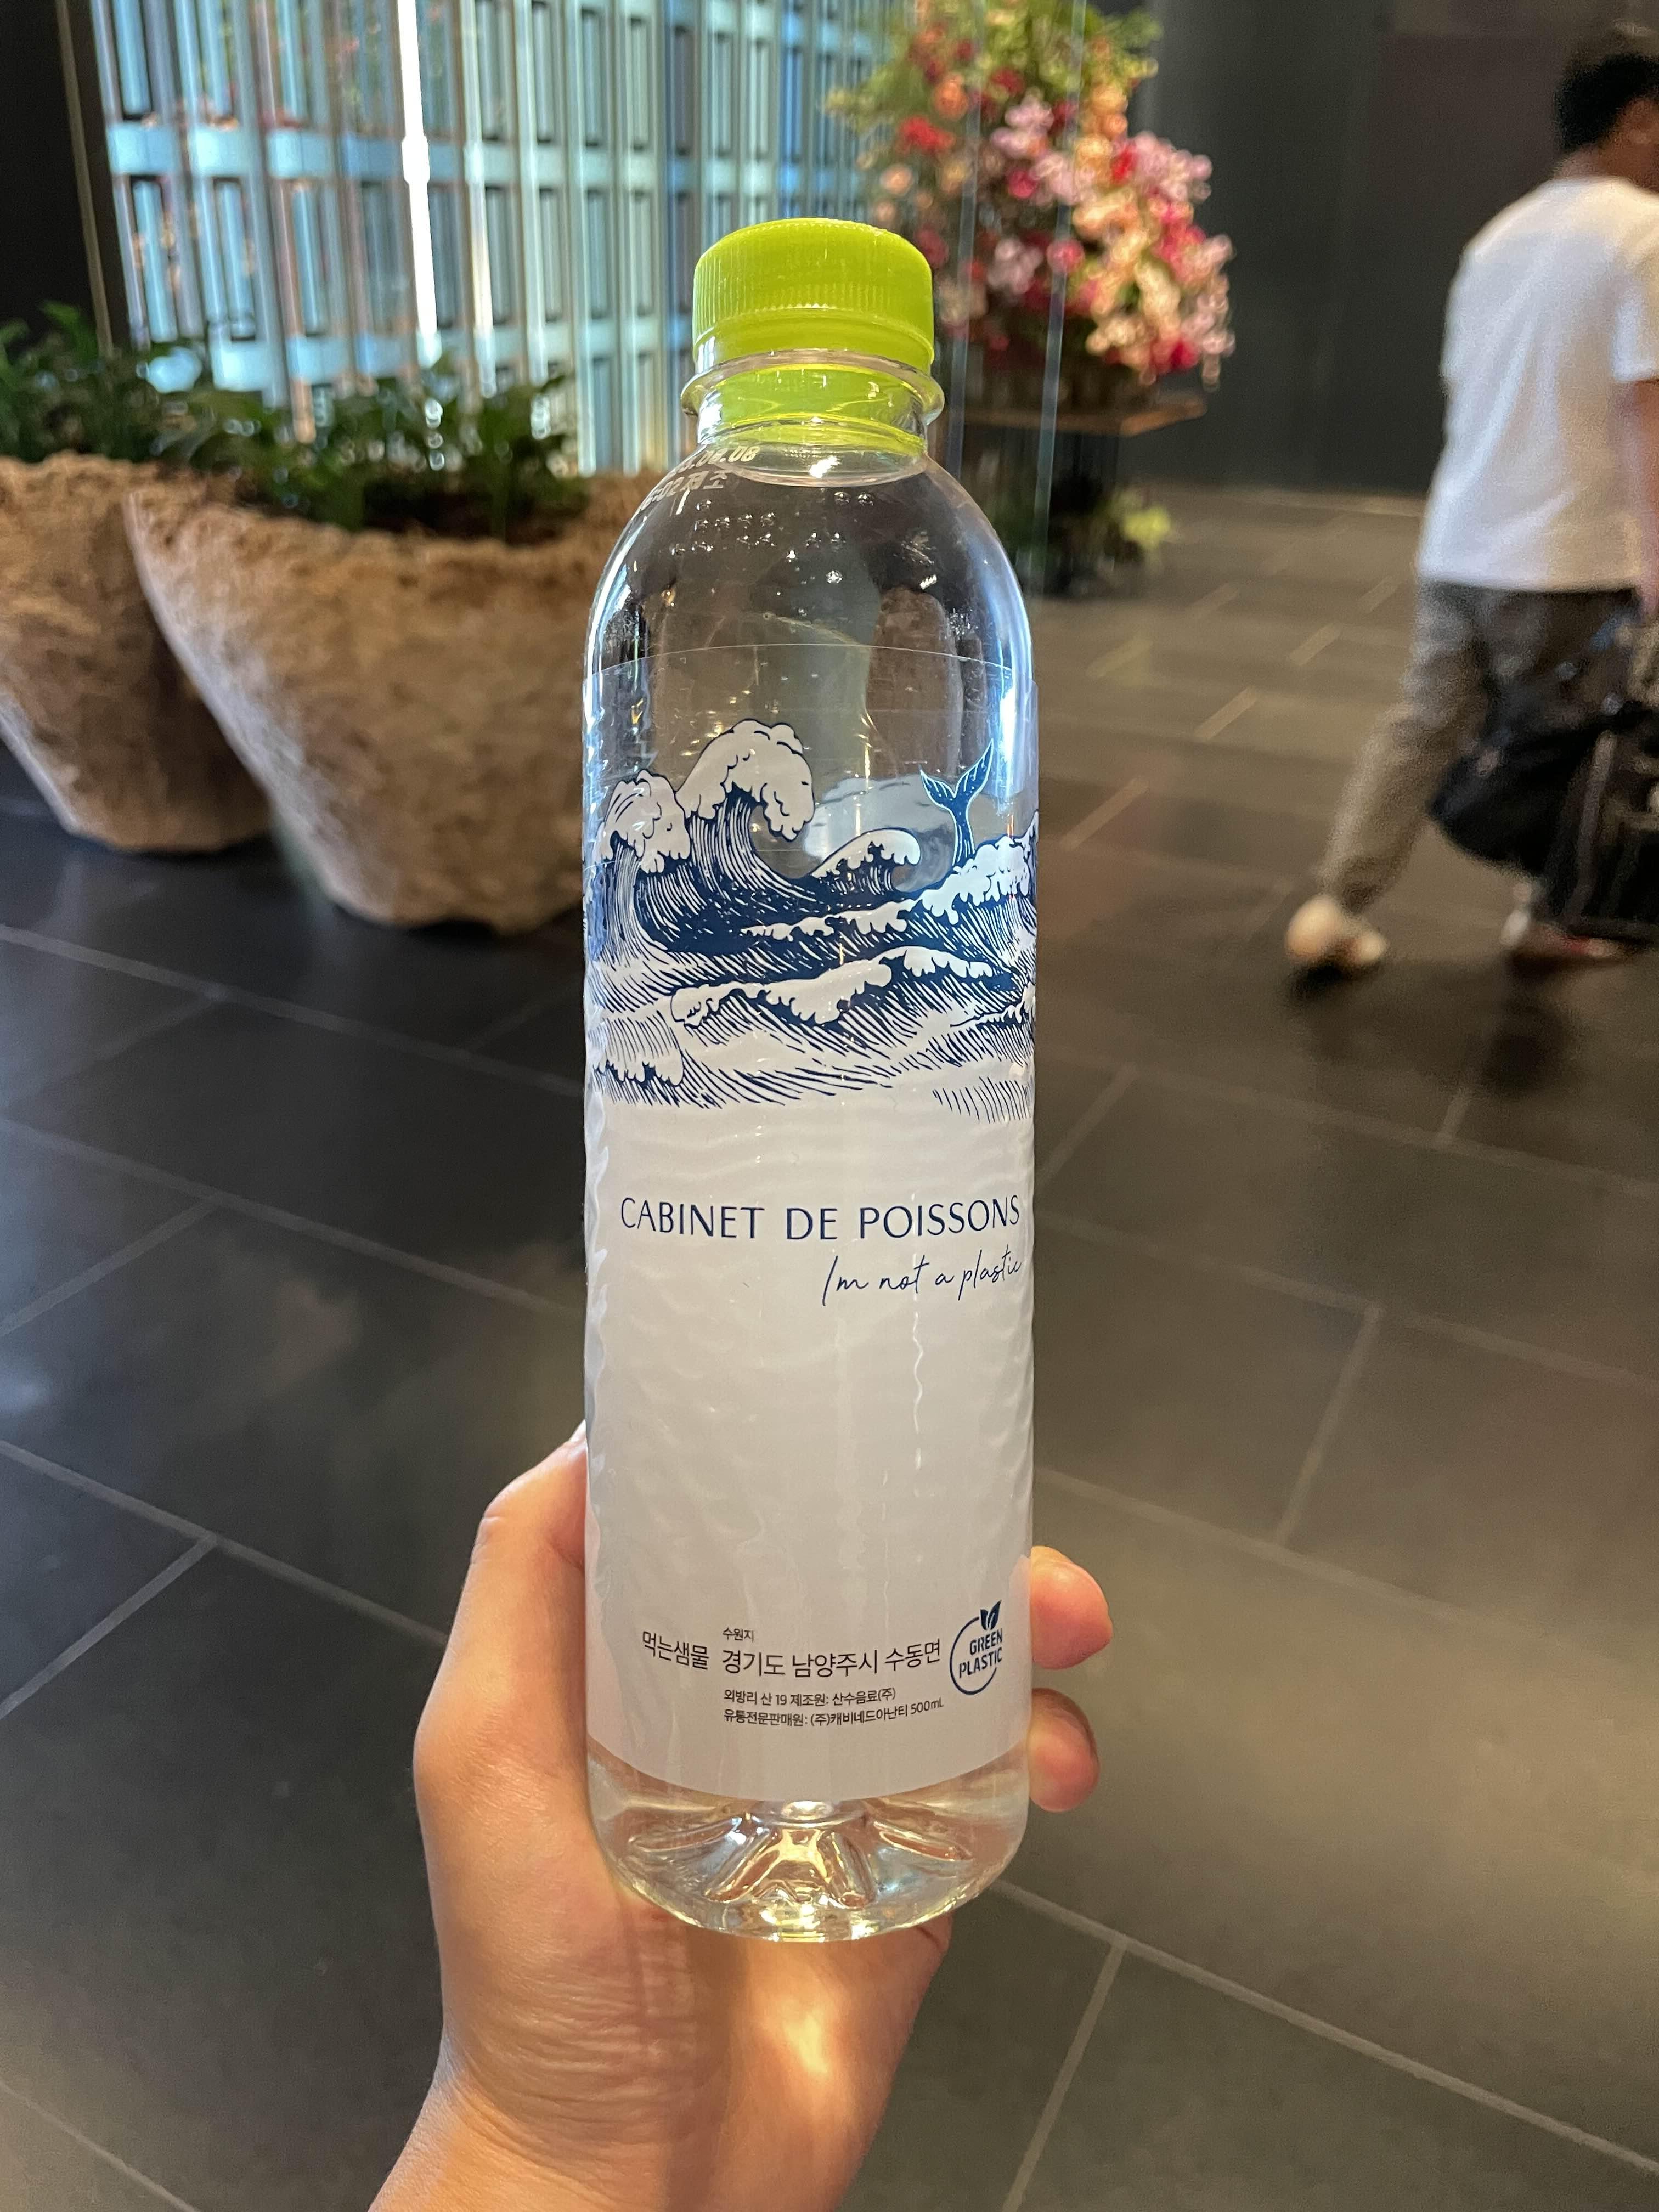 CABINET DE POISSONS
I'm not a plastic
수원지
먹는샘물 경기도 남양주시 수동면
외방리 산 19 제조원: 산수음료(주)
유통전문판매원: (주)캐비네드아난티 500mL
GREEN
PLASTIC